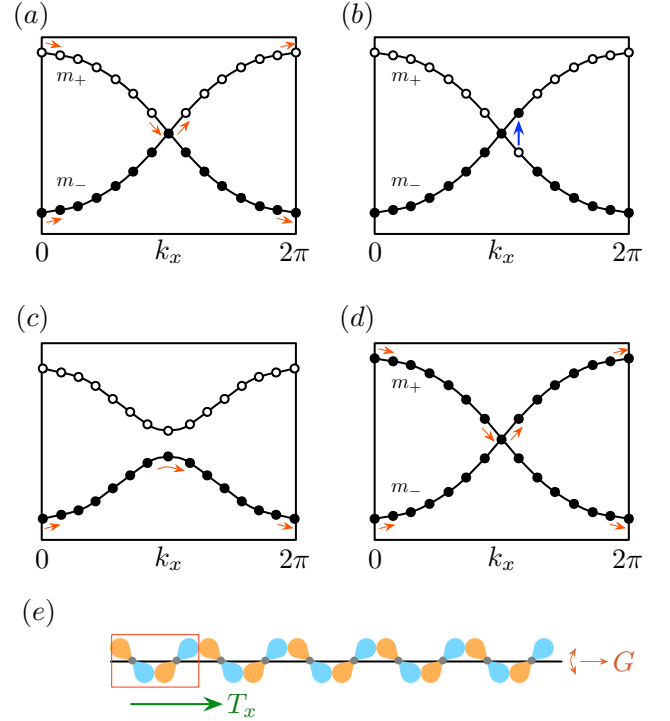 (a) (b)
m₊ m₊
m₋ m₋
0 kₓ 2π 0 kₓ 2π
(c) (d)
m₊
m₋
0 kₓ 2π 0 kₓ 2π
(e)
G
Tₓ